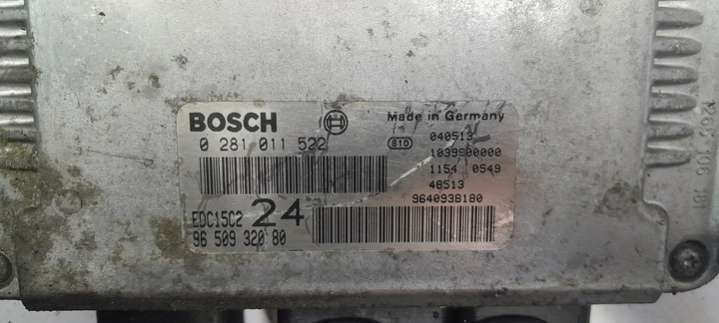 BOSCH
0 281 011 522
EDC15C2 24
96 509 320 80
Made in Germany
S10
040513
1039S00000
1154 0549
48513
9640938180